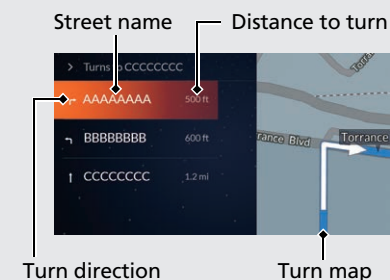 Street name
Distance to turn
> Turns to CCCCCCCC
AAAAAAAA 500 ft
BBBBBBBB 600 ft
CCCCCCCC 1.2 mi
rance Blvd
Torrance
Turn direction
Turn map